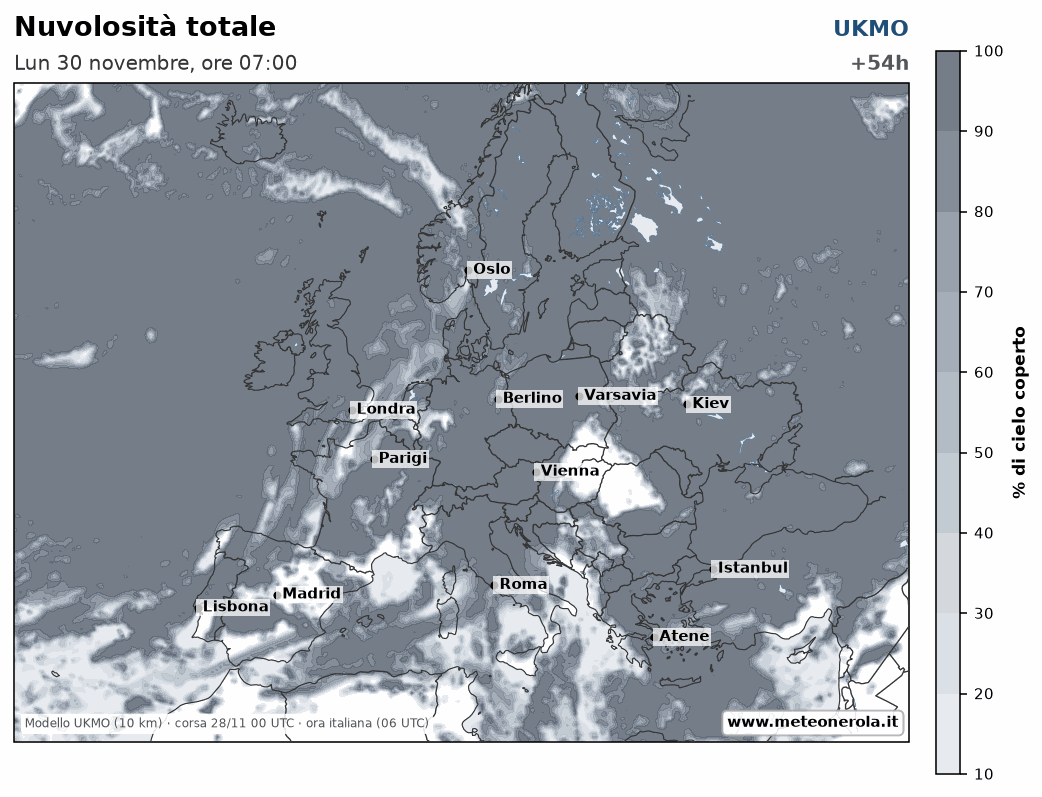 Nuvolosità totale
UKMO
Lun 30 novembre, ore 07:00
+54h
100
90
80
70
60
50
40
30
20
10
% di cielo coperto
Oslo
Berlino
Varsavia
Kiev
Londra
Parigi
Vienna
Istanbul
Roma
Madrid
Lisbona
Atene
Modello UKMO (10 km) · corsa 28/11 00 UTC · ora italiana (06 UTC)
www.meteonerola.it